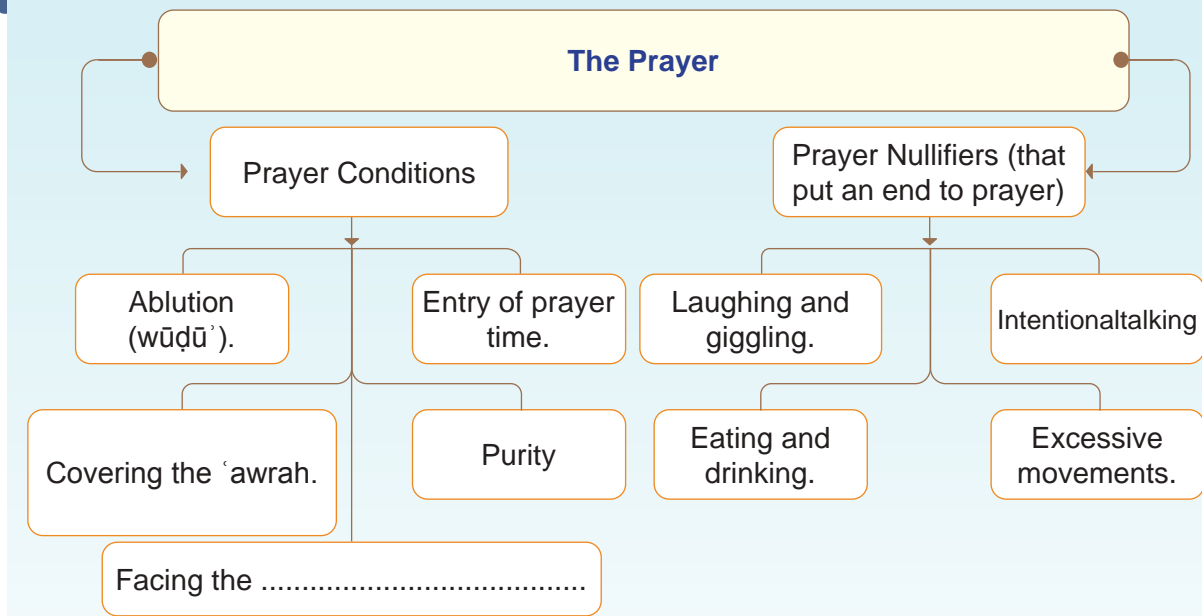 The Prayer
Prayer Conditions
Prayer Nullifiers (that
put an end to prayer)
Ablution
(wūḍūʾ).
Entry of prayer
time.
Laughing and
giggling.
Intentionaltalking
Covering the ʿawrah.
Purity
Eating and
drinking.
Excessive
movements.
Facing the ........................................